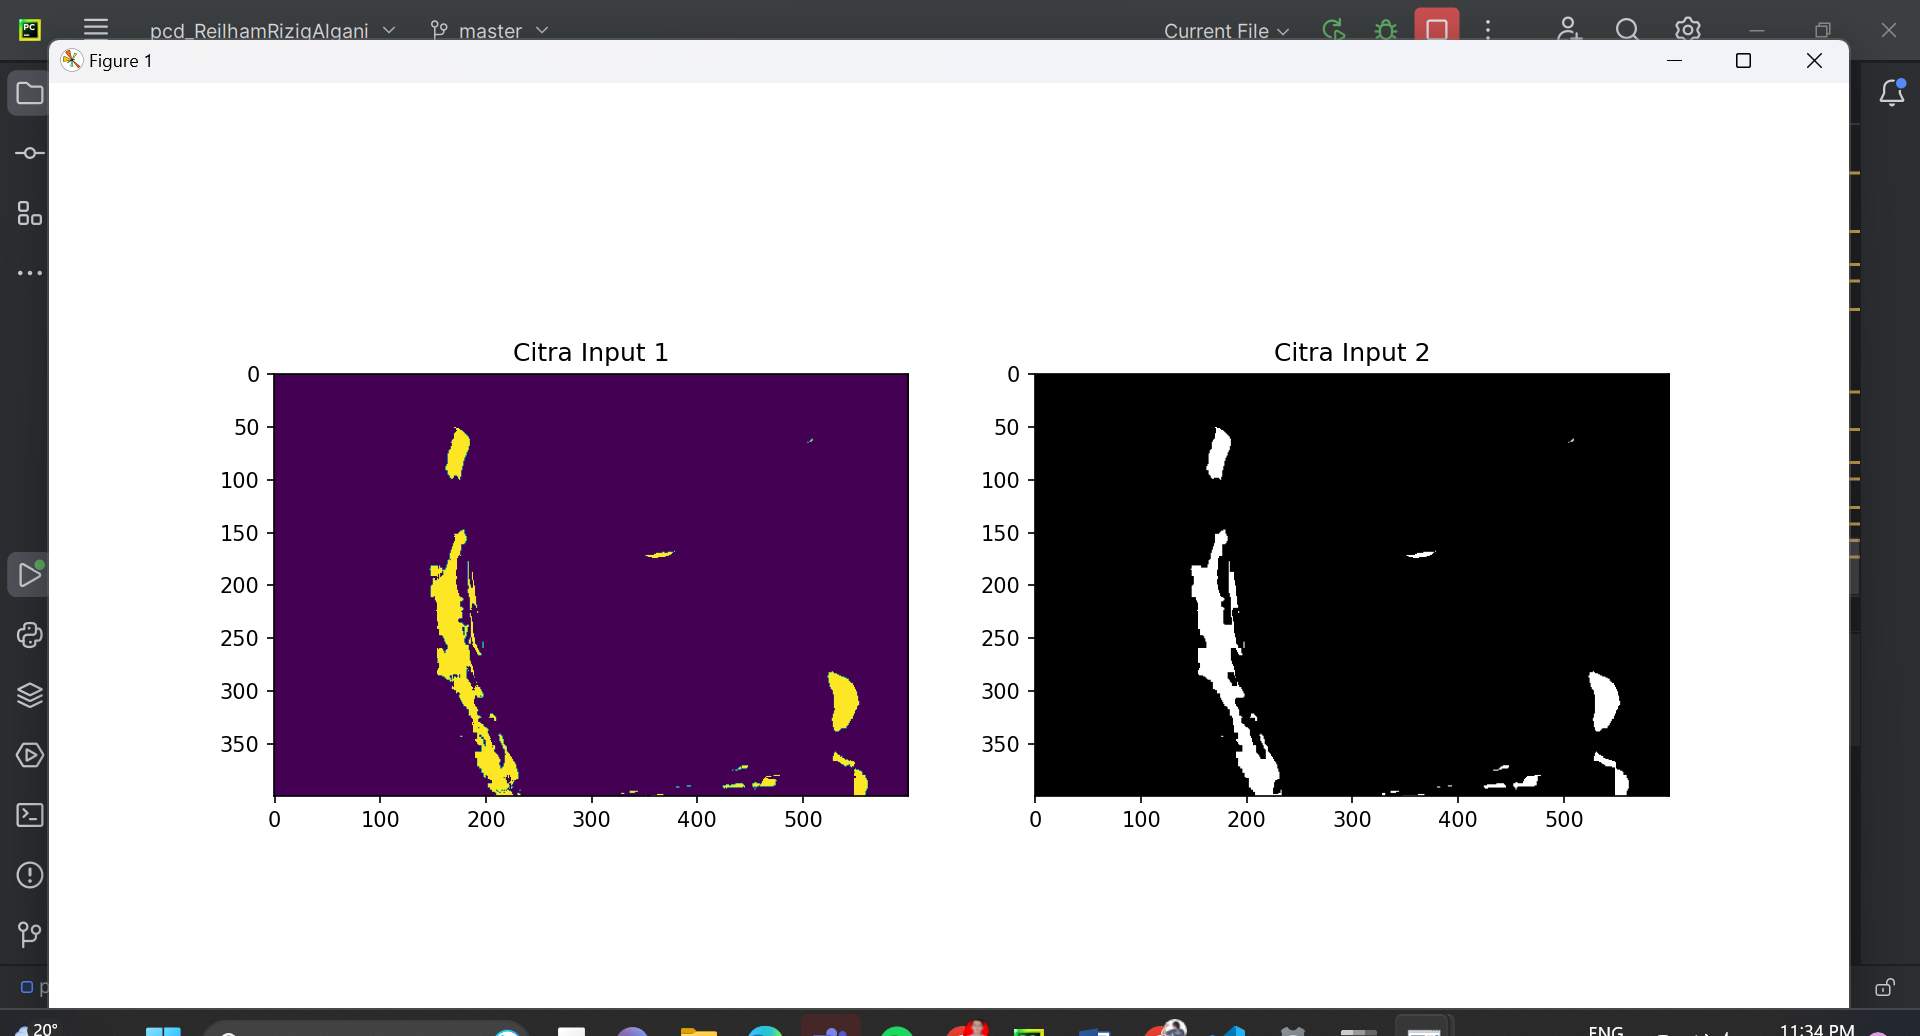 PC
pcd_ReilhamRizigAlgani
master
Current File
Figure 1
Citra Input 1
0
50
100
150
200
250
300
350
0 100 200 300 400 500
Citra Input 2
0
50
100
150
200
250
300
350
0 100 200 300 400 500
p
20°
ENG
11:34 PM